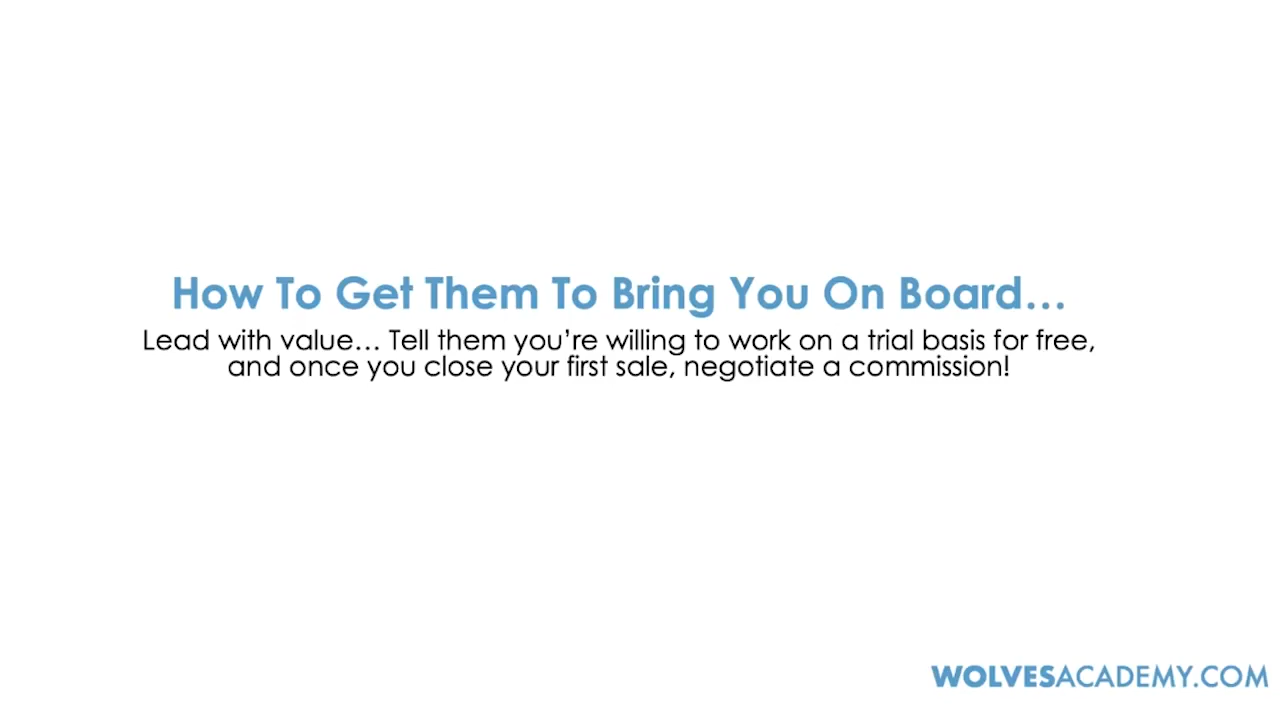 How To Get Them To Bring You On Board…
Lead with value… Tell them you’re willing to work on a trial basis for free,
and once you close your first sale, negotiate a commission!
WOLVESACADEMY.COM